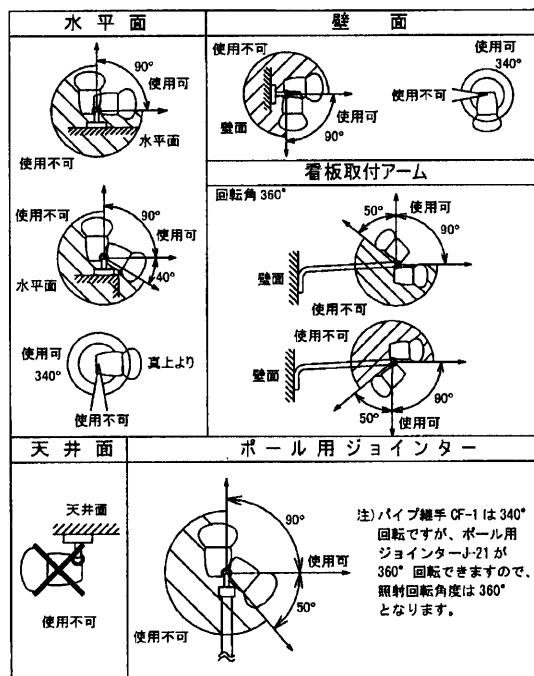 水平面
90°
使用可
水平面
使用不可
使用不可
90°
使用可
40°
水平面
使用可
340°
真上より
使用不可
壁面
使用不可
使用可
壁面
90°
使用可
340°
使用不可
看板取付アーム
回転角 360°
50°
使用可
90°
壁面
使用不可
使用不可
壁面
90°
50°
使用可
天井面
天井面
使用不可
ポール用ジョインター
90°
使用可
50°
使用不可
注) パイプ継手 CF-1 は 340°
回転ですが、ポール用
ジョインターJ-21 が
360° 回転できますので、
照射回転角度は 360°
となります。